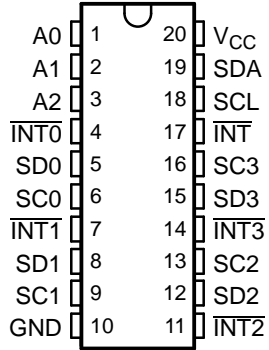 A0 1 20 VCC
A1 2 19 SDA
A2 3 18 SCL
INT0 4 17 INT
SD0 5 16 SC3
SC0 6 15 SD3
INT1 7 14 INT3
SD1 8 13 SC2
SC1 9 12 SD2
GND 10 11 INT2